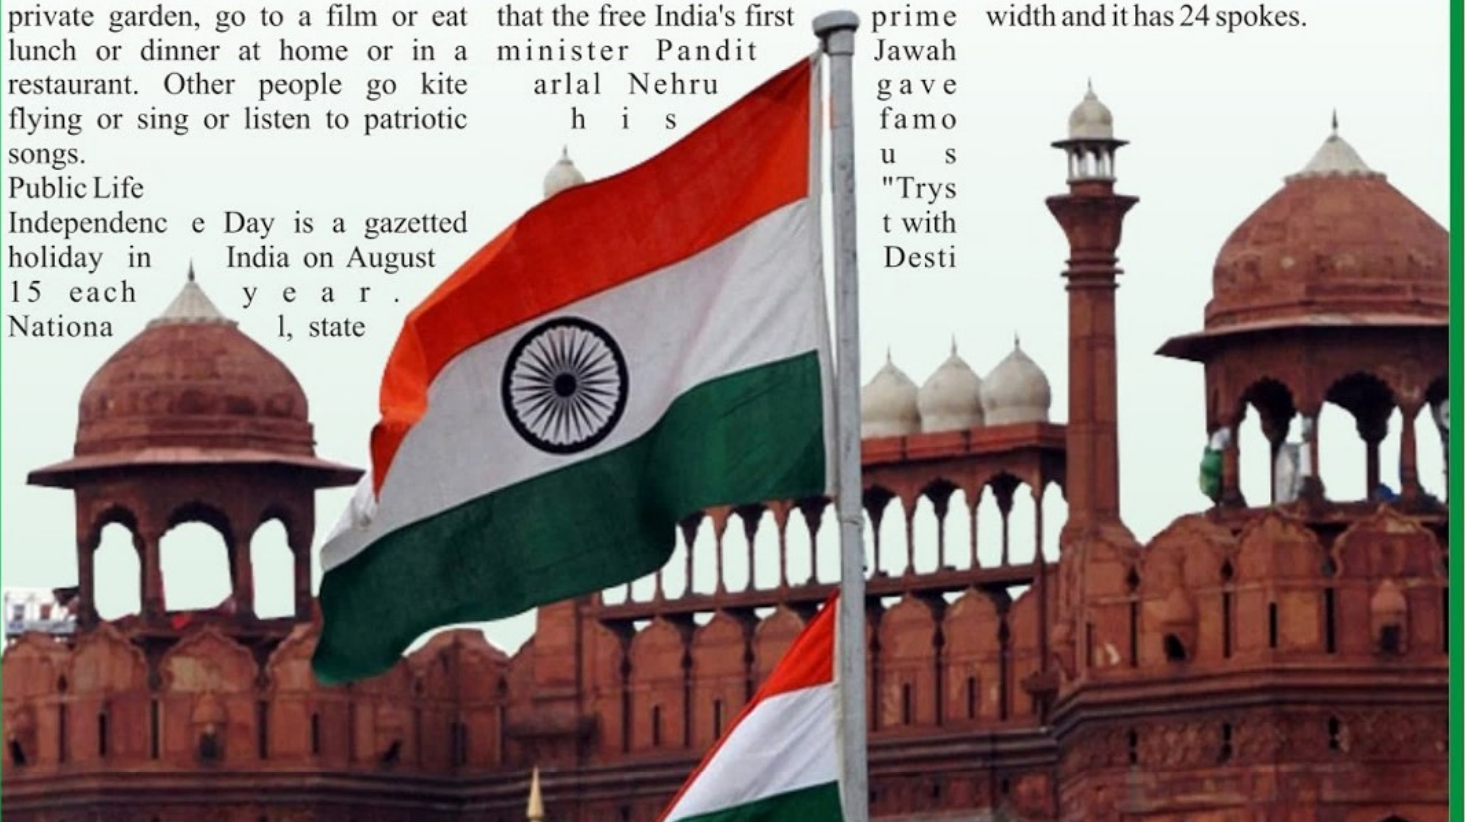 private garden, go to a film or eat
lunch or dinner at home or in a
restaurant. Other people go kite
flying or sing or listen to patriotic
songs.
Public Life
Independenc e Day is a gazetted
holiday in India on August
15 each year.
Nationa l, state
that the free India's first prime
minister Pandit Jawah
arlal Nehru gave
his famo
us
"Trys
t with
Desti
width and it has 24 spokes.